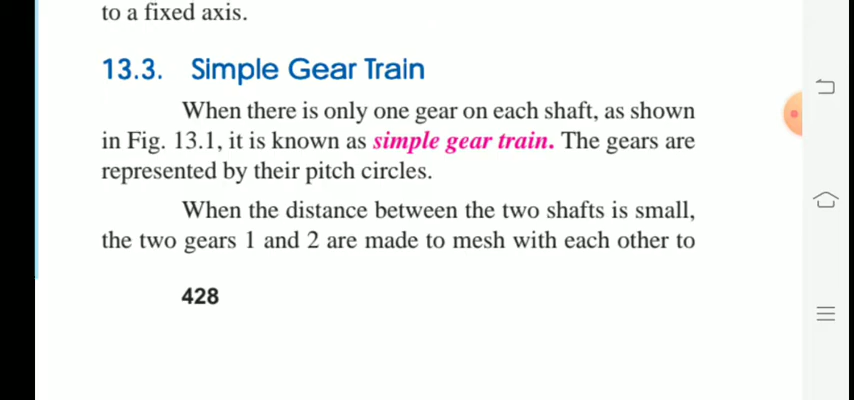 to a fixed axis.
13.3. Simple Gear Train
When there is only one gear on each shaft, as shown
in Fig. 13.1, it is known as simple gear train. The gears are
represented by their pitch circles.
When the distance between the two shafts is small,
the two gears 1 and 2 are made to mesh with each other to
428